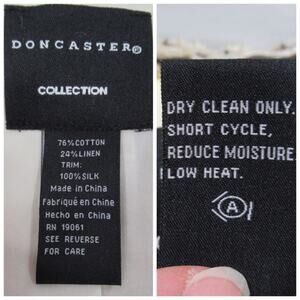 DONCASTER®
COLLECTION
76%COTTON
24%LINEN
TRIM:
100%SILK
Made in China
Fabriqué en Chine
Hecho en China
RN 19061
SEE REVERSE
FOR CARE
DRY CLEAN ONLY.
SHORT CYCLE,
REDUCE MOISTURE
LOW HEAT.
A